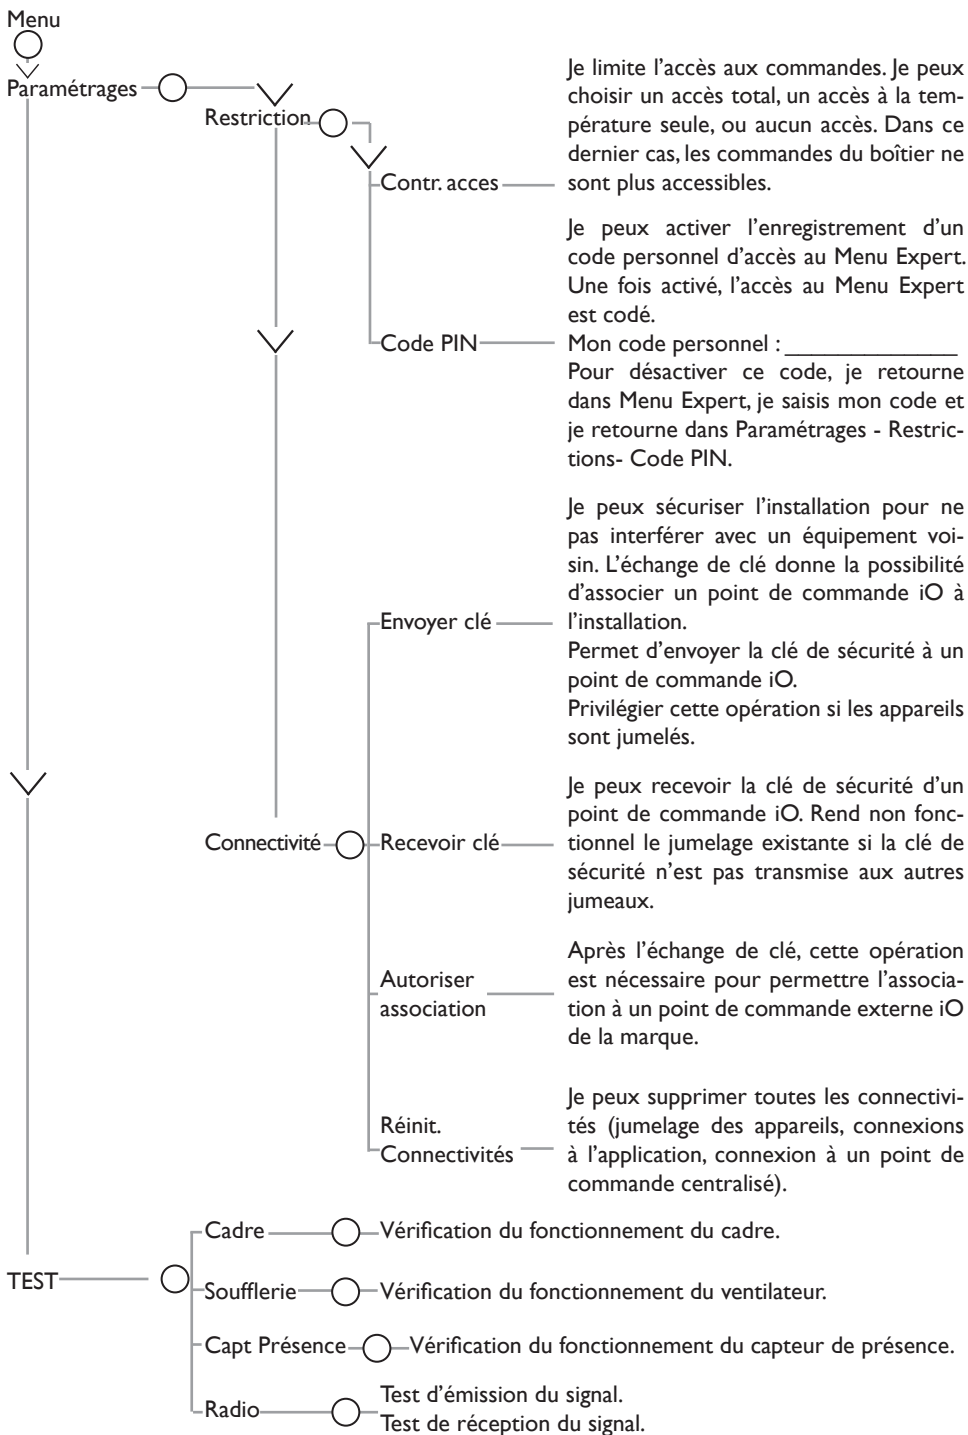 Menu
Paramétrages
Restriction
Contr. acces
Je limite l'accès aux commandes. Je peux
choisir un accès total, un accès à la tem-
pérature seule, ou aucun accès. Dans ce
dernier cas, les commandes du boîtier ne
sont plus accessibles.
Code PIN
Je peux activer l'enregistrement d'un
code personnel d'accès au Menu Expert.
Une fois activé, l'accès au Menu Expert
est codé.
Mon code personnel : _____________
Pour désactiver ce code, je retourne
dans Menu Expert, je saisis mon code et
je retourne dans Paramétrages - Restric-
tions- Code PIN.
Connectivité
Envoyer clé
Je peux sécuriser l'installation pour ne
pas interférer avec un équipement voi-
sin. L'échange de clé donne la possibilité
d'associer un point de commande iO à
l'installation.
Permet d'envoyer la clé de sécurité à un
point de commande iO.
Privilégier cette opération si les appareils
sont jumelés.
Recevoir clé
Je peux recevoir la clé de sécurité d'un
point de commande iO. Rend non fonc-
tionnel le jumelage existante si la clé de
sécurité n'est pas transmise aux autres
jumeaux.
Autoriser
association
Après l'échange de clé, cette opération
est nécessaire pour permettre l'associa-
tion à un point de commande externe iO
de la marque.
Réinit.
Connectivités
Je peux supprimer toutes les connectivi-
tés (jumelage des appareils, connexions
à l'application, connexion à un point de
commande centralisé).
TEST
Cadre
Vérification du fonctionnement du cadre.
Soufflerie
Vérification du fonctionnement du ventilateur.
Capt Présence
Vérification du fonctionnement du capteur de présence.
Radio
Test d'émission du signal.
Test de réception du signal.